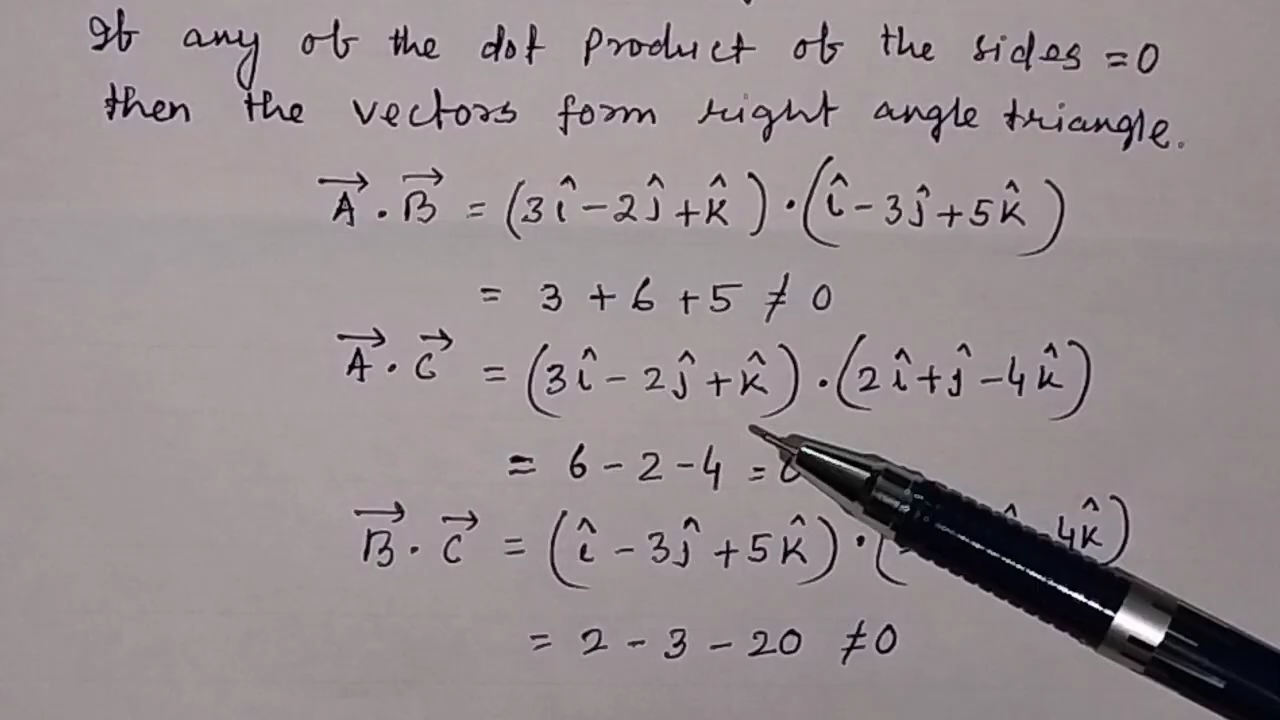 If any of the dot product of the sides = 0
then the vectors form right angle triangle.
A⃗ . B⃗ = (3î - 2ĵ + k̂) · (î - 3ĵ + 5k̂)
= 3 + 6 + 5 ≠ 0
A⃗ . C⃗ = (3î - 2ĵ + k̂) · (2î + ĵ - 4k̂)
= 6 - 2 - 4 = 0
B⃗ . C⃗ = (î - 3ĵ + 5k̂) · ( 4k̂)
= 2 - 3 - 20 ≠ 0